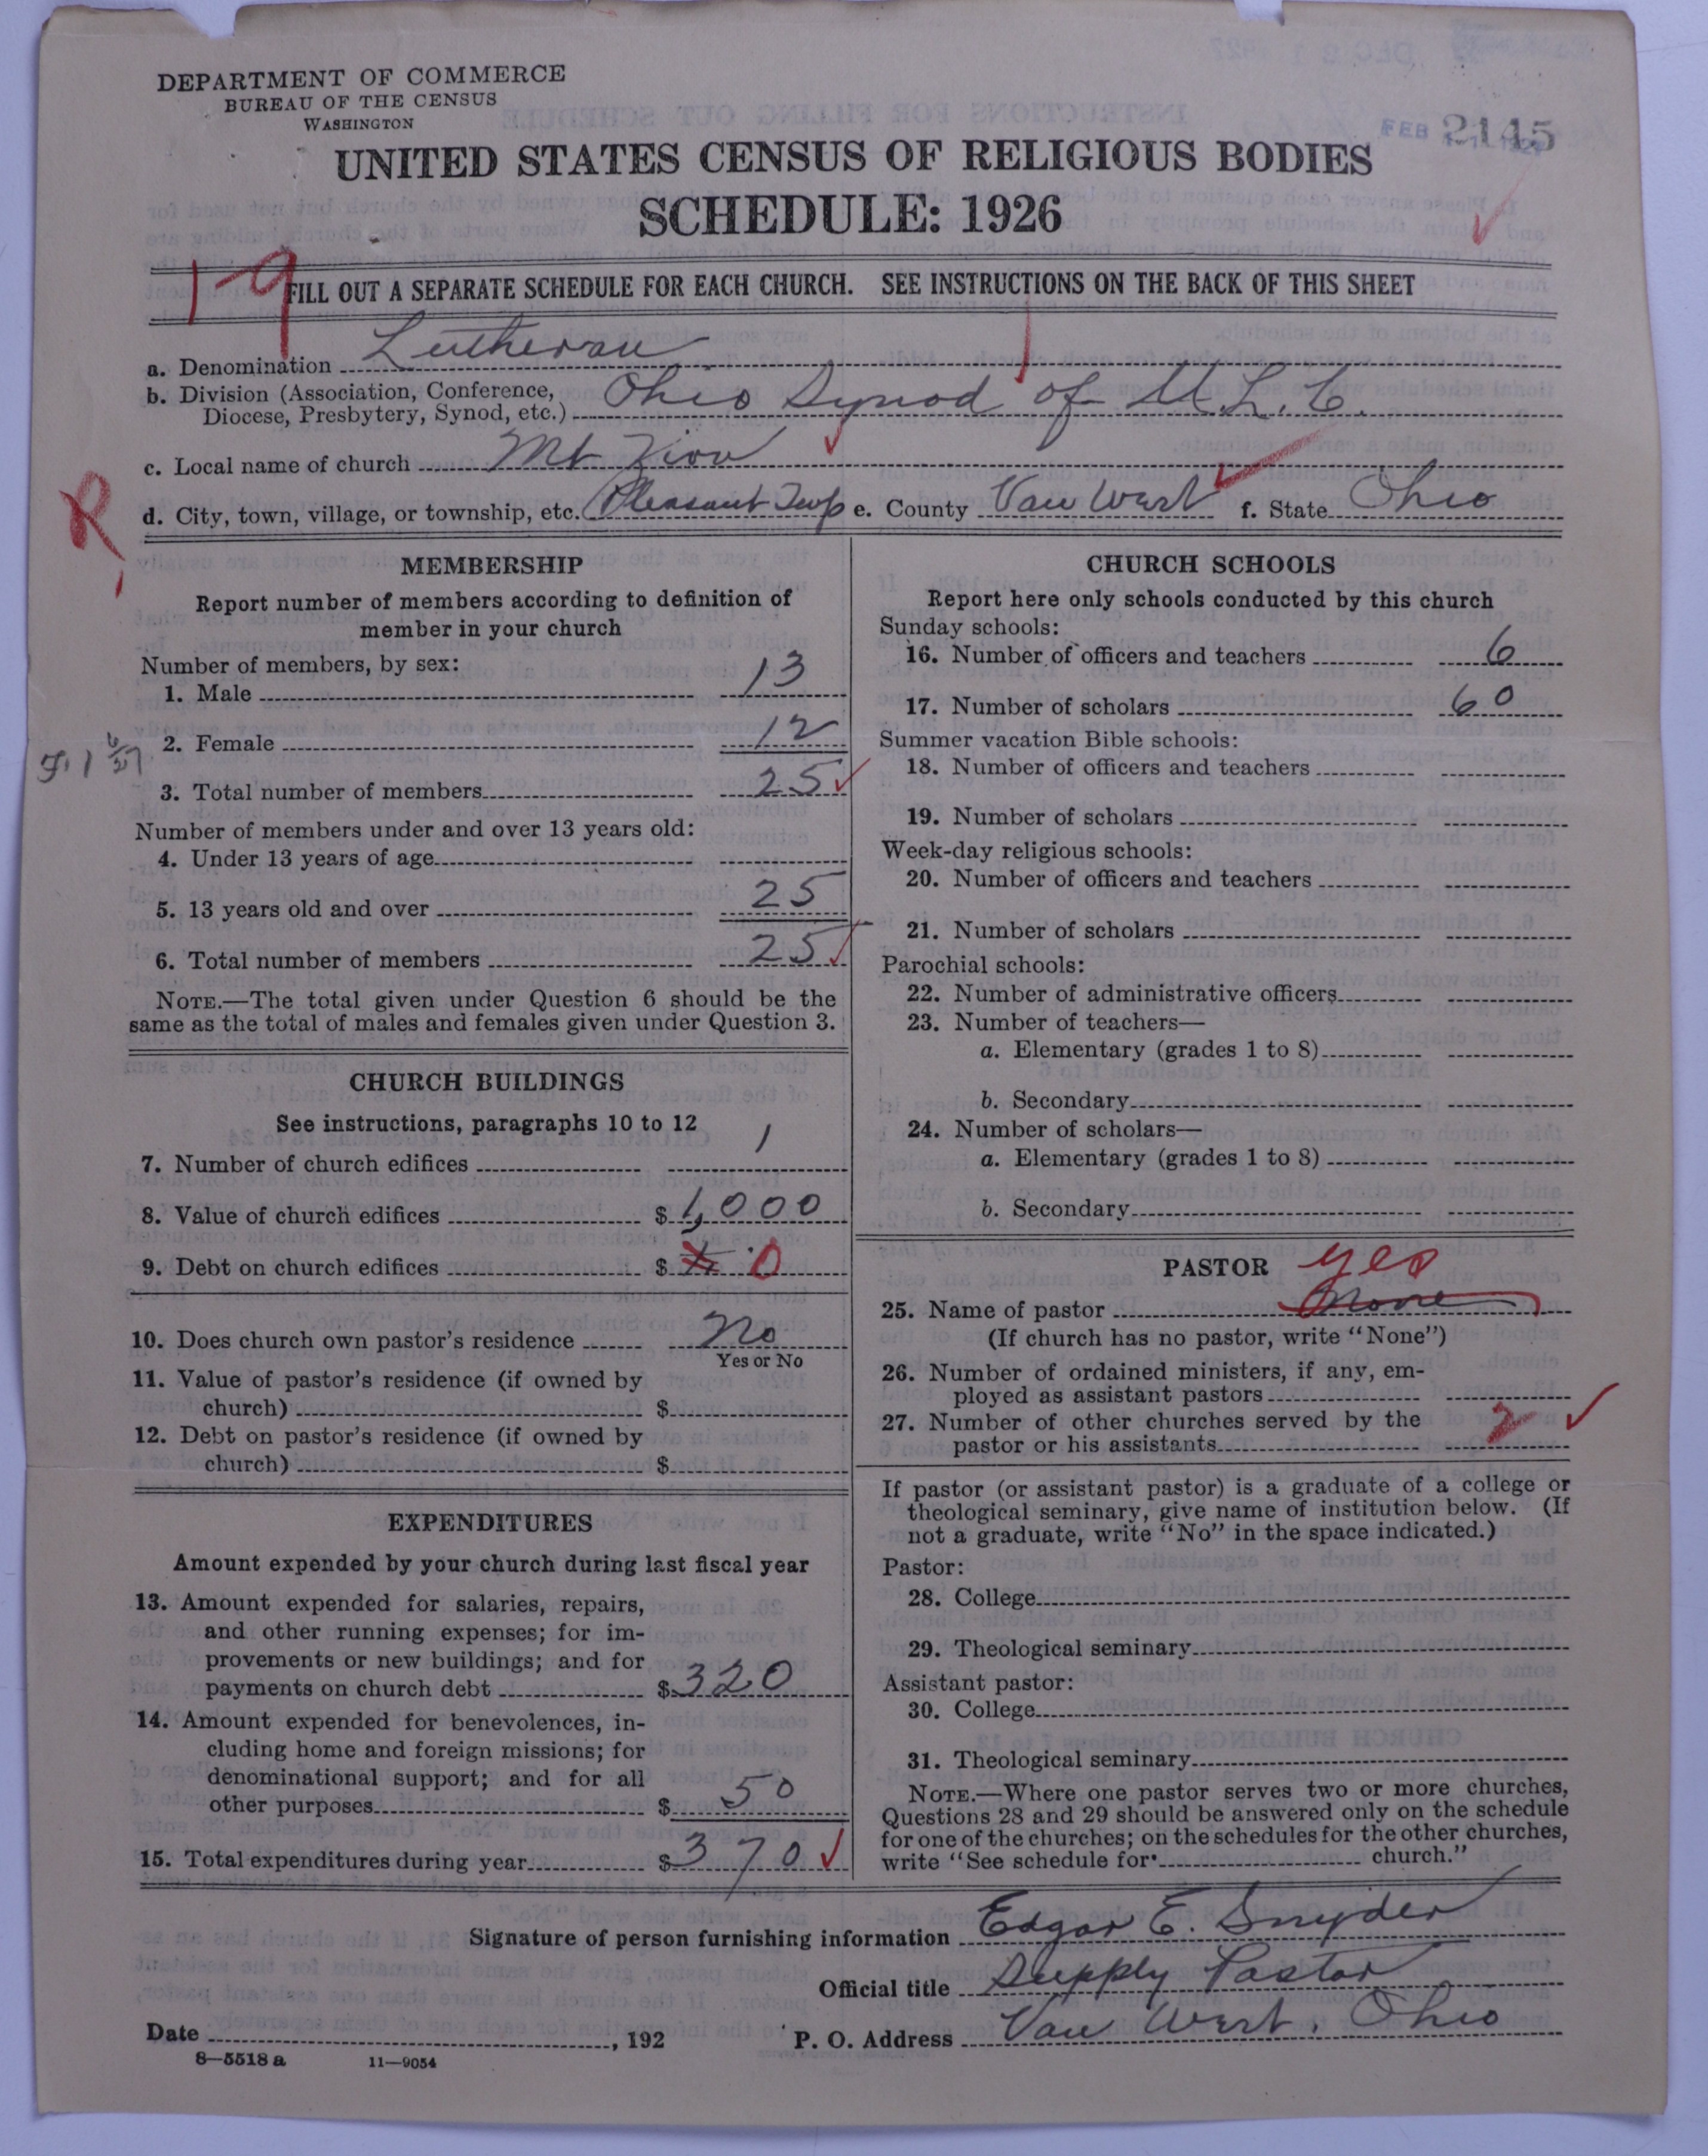 DEPARTMENT OF COMMERCE
BUREAU OF THE CENSUS
WASHINGTON
FEB 2145
UNITED STATES CENSUS OF RELIGIOUS BODIES
SCHEDULE: 1926
1-9
FILL OUT A SEPARATE SCHEDULE FOR EACH CHURCH. SEE INSTRUCTIONS ON THE BACK OF THIS SHEET
a. Denomination Lutheran
b. Division (Association, Conference,
Diocese, Presbytery, Synod, etc.) Ohio Synod of U. L. C.
c. Local name of church Mt Zion
R
d. City, town, village, or township, etc. Pleasant Twp e. County Van Wert f. State Ohio
MEMBERSHIP
Report number of members according to definition of
member in your church
Number of members, by sex:
1. Male 13
2. Female 12
3. Total number of members 25
Number of members under and over 13 years old:
4. Under 13 years of age
5. 13 years old and over 25
6. Total number of members 25
NOTE.—The total given under Question 6 should be the
same as the total of males and females given under Question 3.
CHURCH BUILDINGS
See instructions, paragraphs 10 to 12
7. Number of church edifices 1
8. Value of church edifices $ 1,000
9. Debt on church edifices $ 0
10. Does church own pastor's residence No
Yes or No
11. Value of pastor's residence (if owned by
church) $
12. Debt on pastor's residence (if owned by
church) $
EXPENDITURES
Amount expended by your church during last fiscal year
13. Amount expended for salaries, repairs,
and other running expenses; for im-
provements or new buildings; and for
payments on church debt $ 320
14. Amount expended for benevolences, in-
cluding home and foreign missions; for
denominational support; and for all
other purposes $ 50
15. Total expenditures during year $ 370
CHURCH SCHOOLS
Report here only schools conducted by this church
Sunday schools:
16. Number of officers and teachers 6
17. Number of scholars 60
Summer vacation Bible schools:
18. Number of officers and teachers
19. Number of scholars
Week-day religious schools:
20. Number of officers and teachers
21. Number of scholars
Parochial schools:
22. Number of administrative officers
23. Number of teachers—
a. Elementary (grades 1 to 8)
b. Secondary
24. Number of scholars—
a. Elementary (grades 1 to 8)
b. Secondary
PASTOR yes
25. Name of pastor None
(If church has no pastor, write "None")
26. Number of ordained ministers, if any, em-
ployed as assistant pastors
27. Number of other churches served by the
pastor or his assistants 2
If pastor (or assistant pastor) is a graduate of a college or
theological seminary, give name of institution below. (If
not a graduate, write "No" in the space indicated.)
Pastor:
28. College
29. Theological seminary
Assistant pastor:
30. College
31. Theological seminary
NOTE.—Where one pastor serves two or more churches,
Questions 28 and 29 should be answered only on the schedule
for one of the churches; on the schedules for the other churches,
write "See schedule for church."
Signature of person furnishing information Edgar E. Snyder
Official title Supply Pastor
Date , 192 P. O. Address Van Wert, Ohio
8—5518 a 11—9054